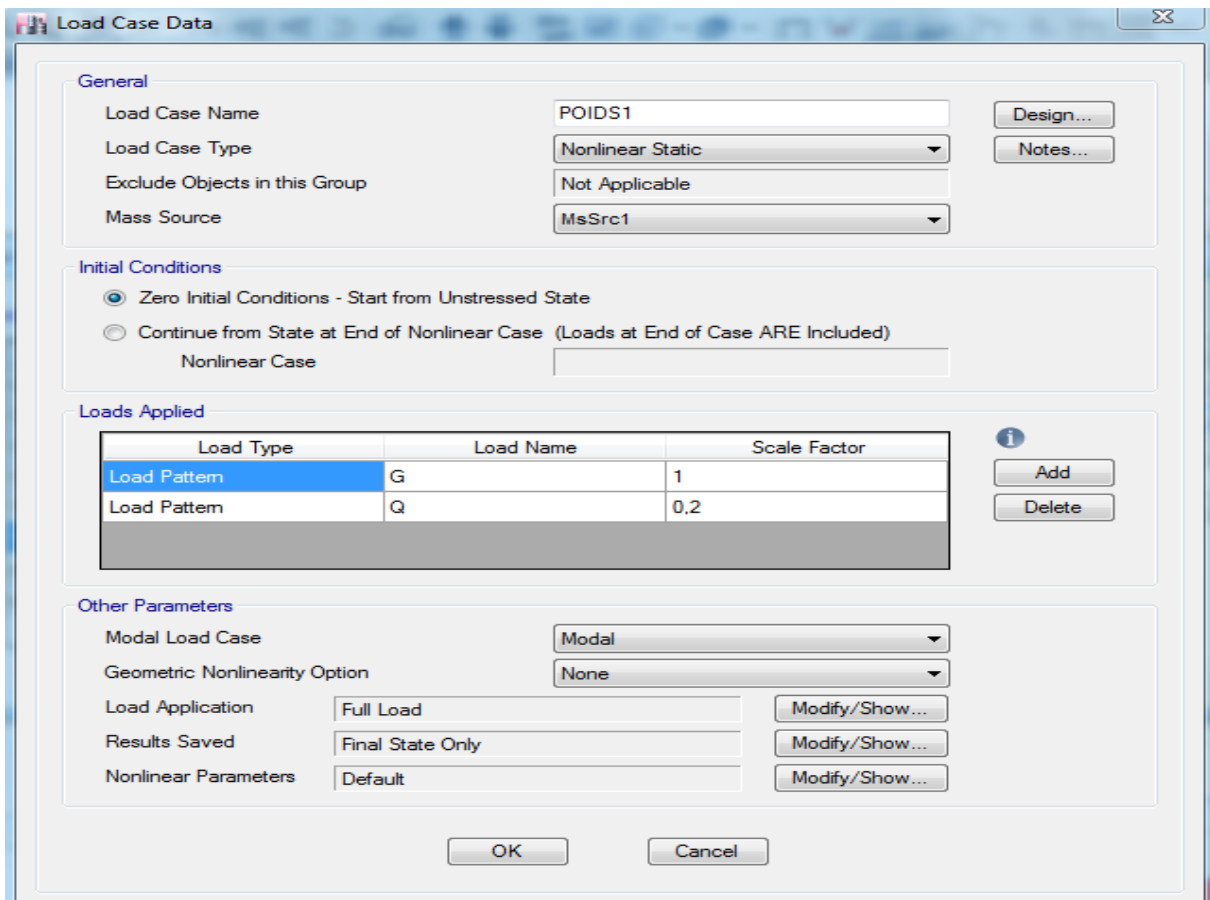 Load Case Data
General
Load Case Name POIDS1 Design...
Load Case Type Nonlinear Static Notes...
Exclude Objects in this Group Not Applicable
Mass Source MsSrc1
Initial Conditions
Zero Initial Conditions - Start from Unstressed State
Continue from State at End of Nonlinear Case (Loads at End of Case ARE Included)
Nonlinear Case
Loads Applied
Load Type Load Name Scale Factor
Load Pattern G 1 Add
Load Pattern Q 0,2 Delete
Other Parameters
Modal Load Case Modal
Geometric Nonlinearity Option None
Load Application Full Load Modify/Show...
Results Saved Final State Only Modify/Show...
Nonlinear Parameters Default Modify/Show...
OK Cancel